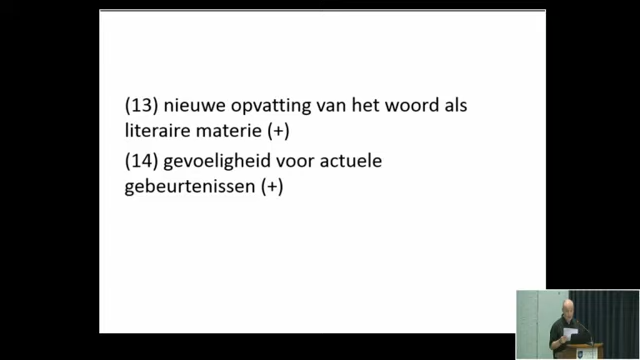 (13) nieuwe opvatting van het woord als
literaire materie (+)
(14) gevoeligheid voor actuele
gebeurtenissen (+)